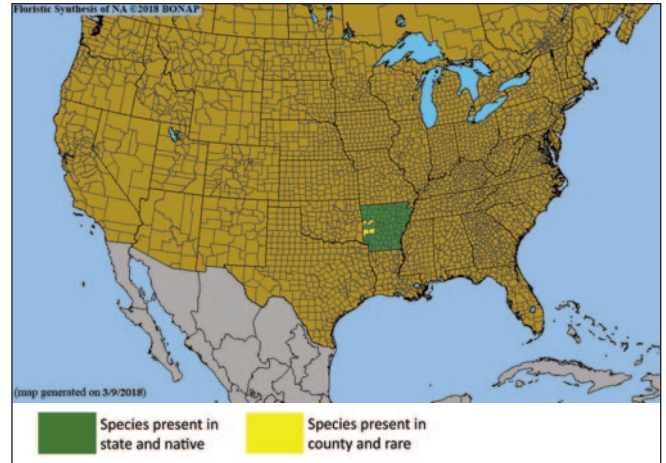 Floristic Synthesis of NA ©2018 BONAP
(map generated on 3/9/2018)
Species present in
state and native
Species present in
county and rare